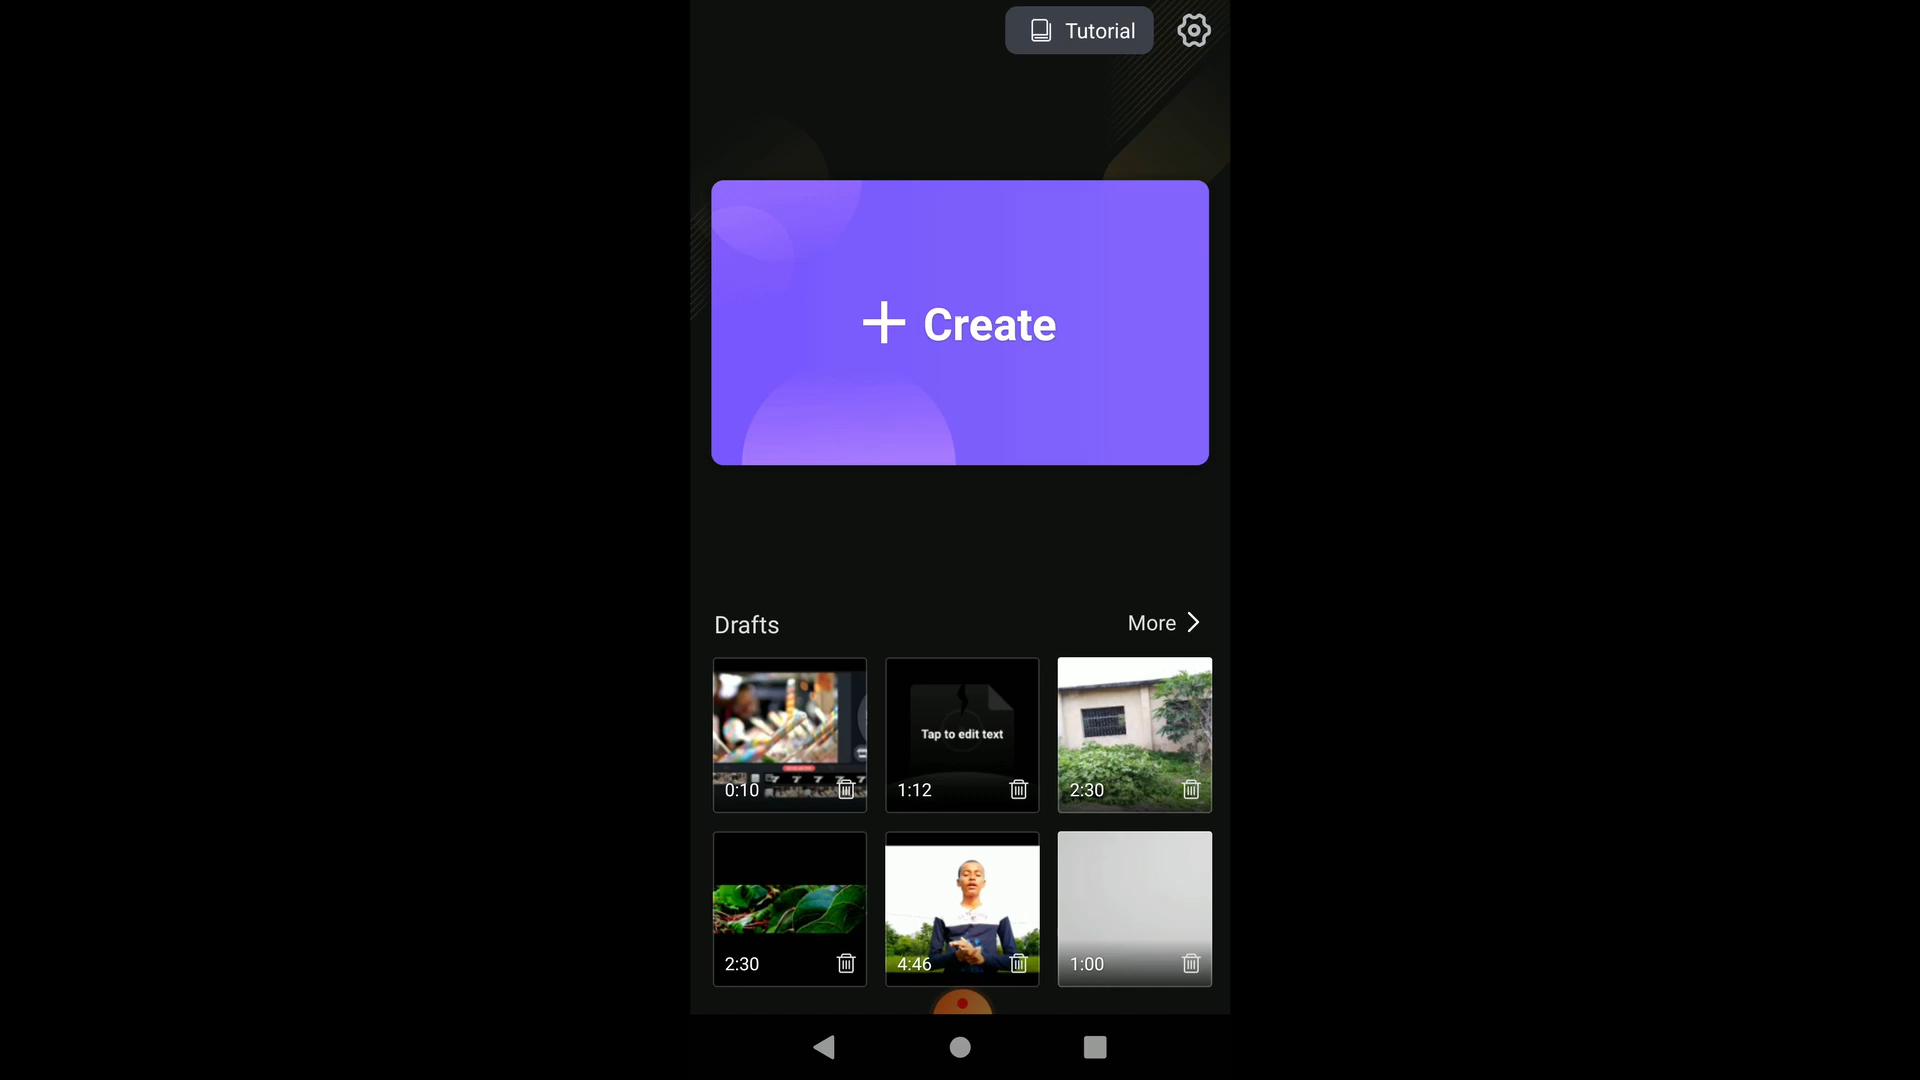 Tutorial
Create
Drafts
More
Tap to edit text
0:10
1:12
2:30
2:30
4:46
1:00